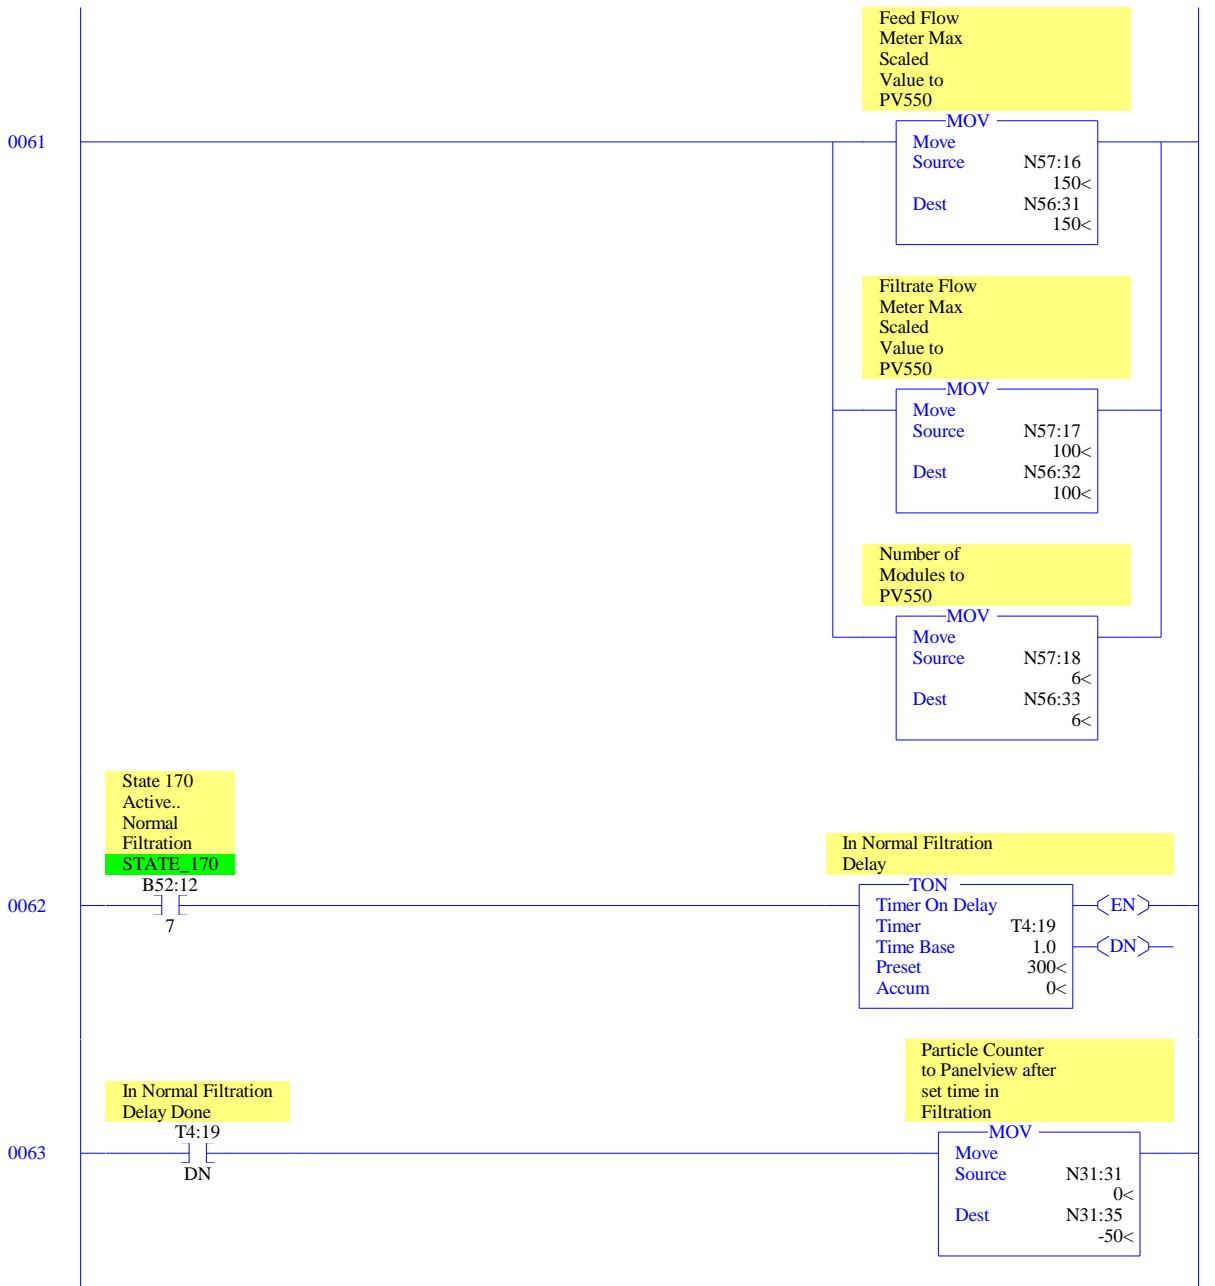 Feed Flow
Meter Max
Scaled
Value to
PV550
0061
MOV
Move
Source N57:16
150<
Dest N56:31
150<
Filtrate Flow
Meter Max
Scaled
Value to
PV550
MOV
Move
Source N57:17
100<
Dest N56:32
100<
Number of
Modules to
PV550
MOV
Move
Source N57:18
6<
Dest N56:33
6<
State 170
Active..
Normal
Filtration
STATE_170
B52:12
7
0062
In Normal Filtration
Delay
TON
Timer On Delay
Timer T4:19
Time Base 1.0
Preset 300<
Accum 0<
EN
DN
In Normal Filtration
Delay Done
T4:19
DN
0063
Particle Counter
to Panelview after
set time in
Filtration
MOV
Move
Source N31:31
0<
Dest N31:35
-50<